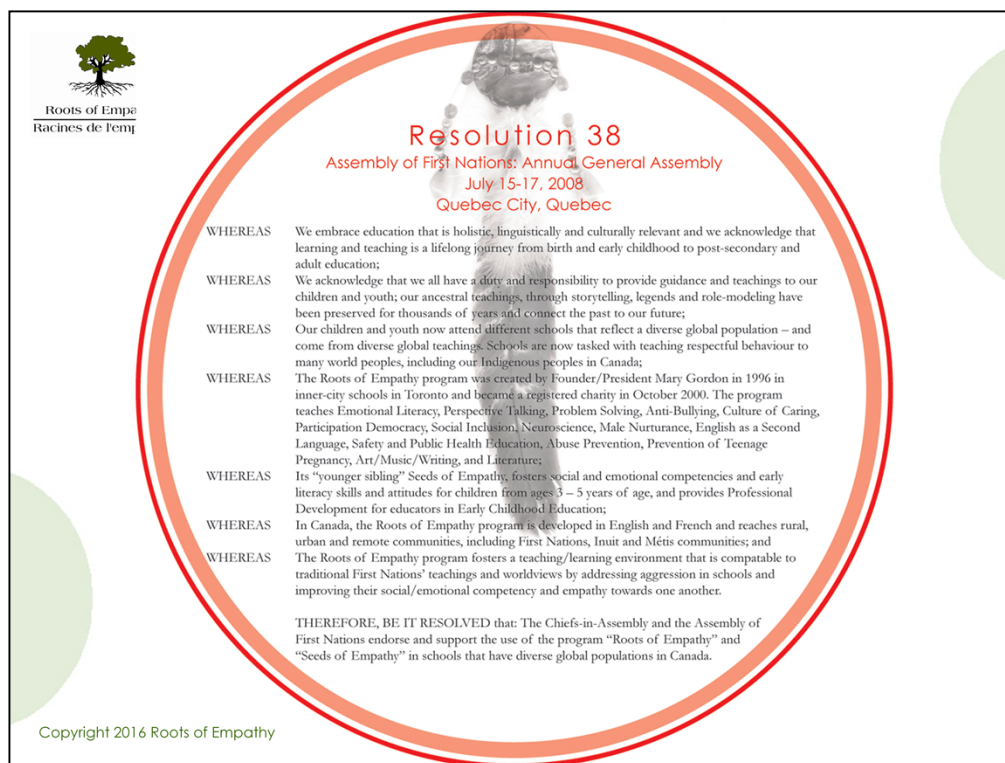 Roots of Empa
Racines de l'emp
Resolution 38
Assembly of First Nations: Annual General Assembly
July 15-17, 2008
Quebec City, Quebec
WHEREAS We embrace education that is holistic, linguistically and culturally relevant and we acknowledge that
learning and teaching is a lifelong journey from birth and early childhood to post-secondary and
adult education;
WHEREAS We acknowledge that we all have a duty and responsibility to provide guidance and teachings to our
children and youth; our ancestral teachings, through storytelling, legends and role-modeling have
been preserved for thousands of years and connect the past to our future;
WHEREAS Our children and youth now attend different schools that reflect a diverse global population – and
come from diverse global teachings. Schools are now tasked with teaching respectful behaviour to
many world peoples, including our Indigenous peoples in Canada;
WHEREAS The Roots of Empathy program was created by Founder/President Mary Gordon in 1996 in
inner-city schools in Toronto and became a registered charity in October 2000. The program
teaches Emotional Literacy, Perspective Talking, Problem Solving, Anti-Bullying, Culture of Caring,
Participation Democracy, Social Inclusion, Neuroscience, Male Nurturance, English as a Second
Language, Safety and Public Health Education, Abuse Prevention, Prevention of Teenage
Pregnancy, Art/Music/Writing, and Literature;
WHEREAS Its “younger sibling” Seeds of Empathy, fosters social and emotional competencies and early
literacy skills and attitudes for children from ages 3 – 5 years of age, and provides Professional
Development for educators in Early Childhood Education;
WHEREAS In Canada, the Roots of Empathy program is developed in English and French and reaches rural,
urban and remote communities, including First Nations, Inuit and Métis communities; and
WHEREAS The Roots of Empathy program fosters a teaching/learning environment that is compatable to
traditional First Nations’ teachings and worldviews by addressing aggression in schools and
improving their social/emotional competency and empathy towards one another.
THEREFORE, BE IT RESOLVED that: The Chiefs-in-Assembly and the Assembly of
First Nations endorse and support the use of the program “Roots of Empathy” and
“Seeds of Empathy” in schools that have diverse global populations in Canada.
Copyright 2016 Roots of Empathy